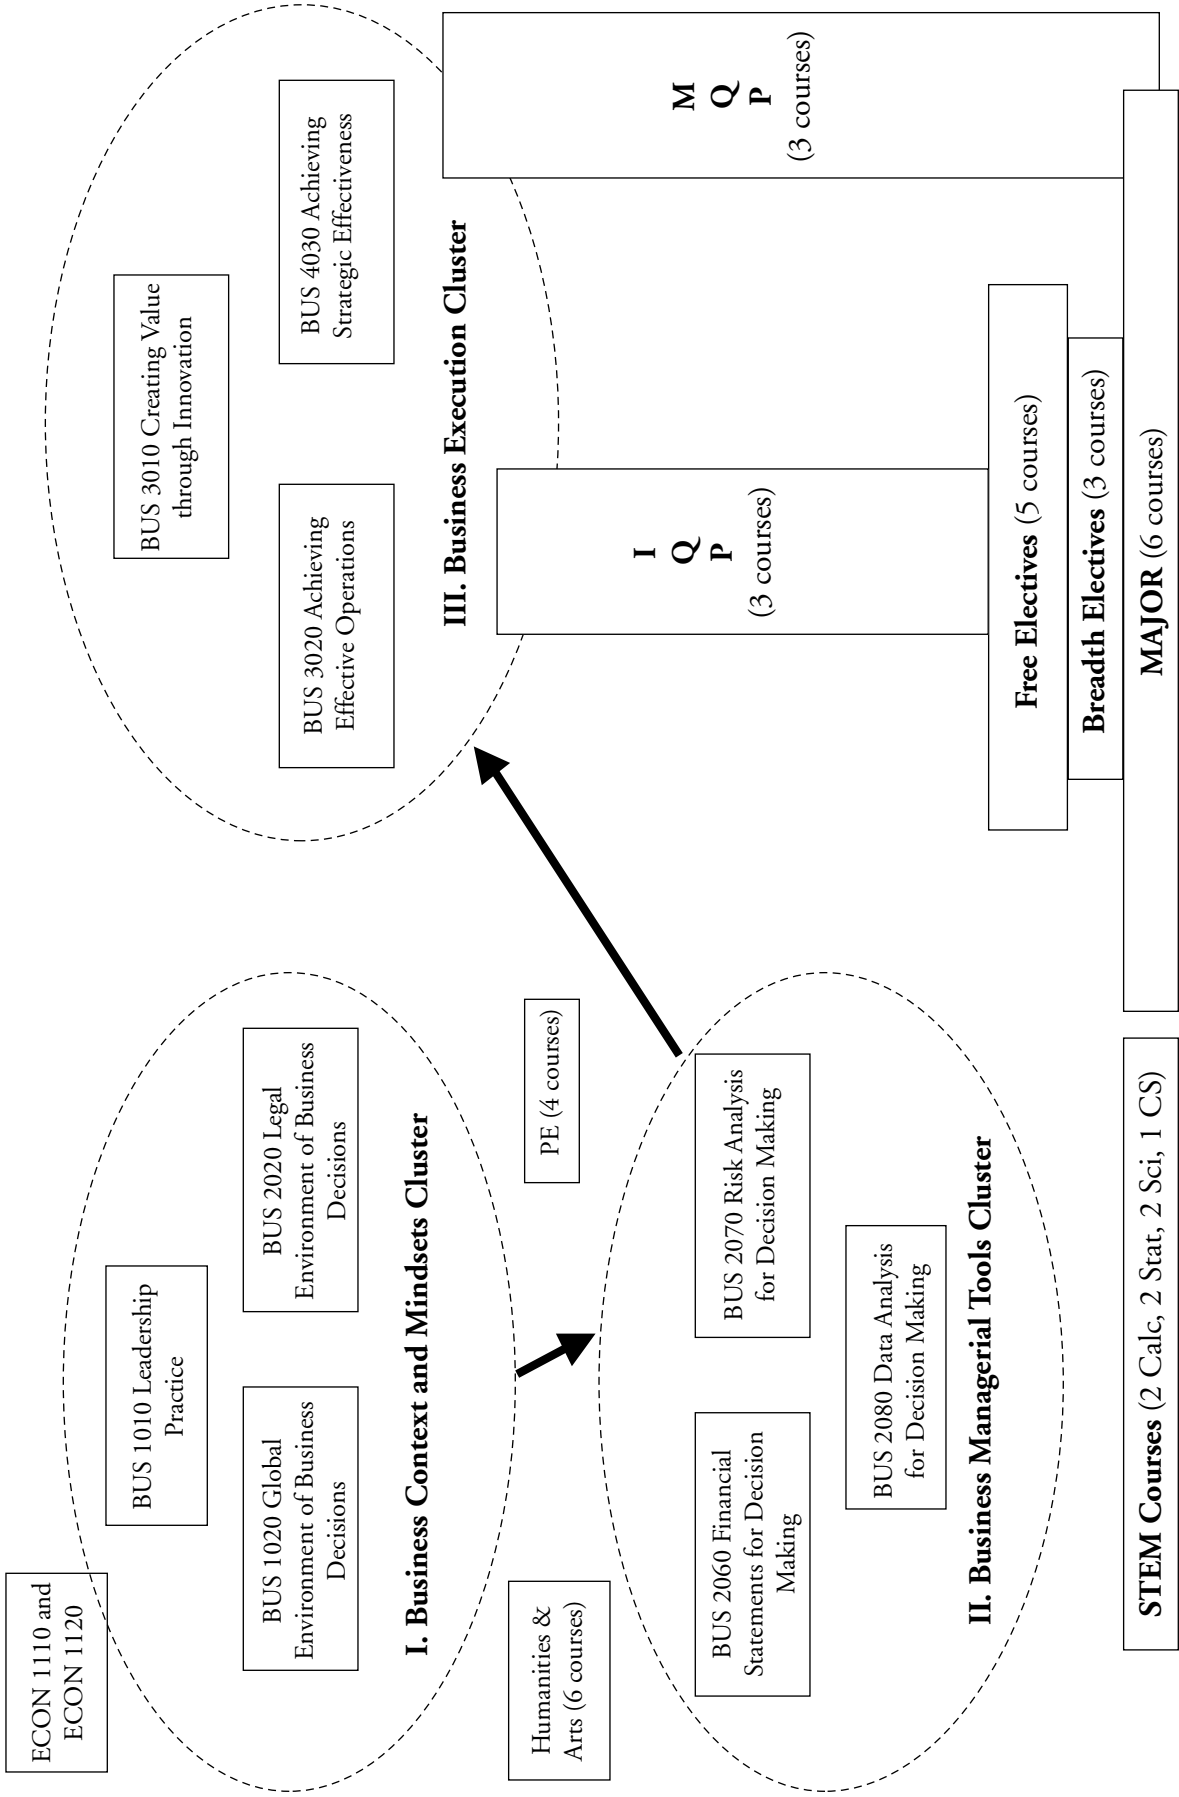 ECON 1110 and
ECON 1120
BUS 1010 Leadership
Practice
BUS 1020 Global
Environment of Business
Decisions
BUS 2020 Legal
Environment of Business
Decisions
I. Business Context and Mindsets Cluster
BUS 3010 Creating Value
through Innovation
BUS 3020 Achieving
Effective Operations
BUS 4030 Achieving
Strategic Effectiveness
III. Business Execution Cluster
Humanities &
Arts (6 courses)
PE (4 courses)
BUS 2060 Financial
Statements for Decision
Making
BUS 2070 Risk Analysis
for Decision Making
BUS 2080 Data Analysis
for Decision Making
II. Business Managerial Tools Cluster
I
Q
P
(3 courses)
M
Q
P
(3 courses)
Free Electives (5 courses)
Breadth Electives (3 courses)
STEM Courses (2 Calc, 2 Stat, 2 Sci, 1 CS)
MAJOR (6 courses)